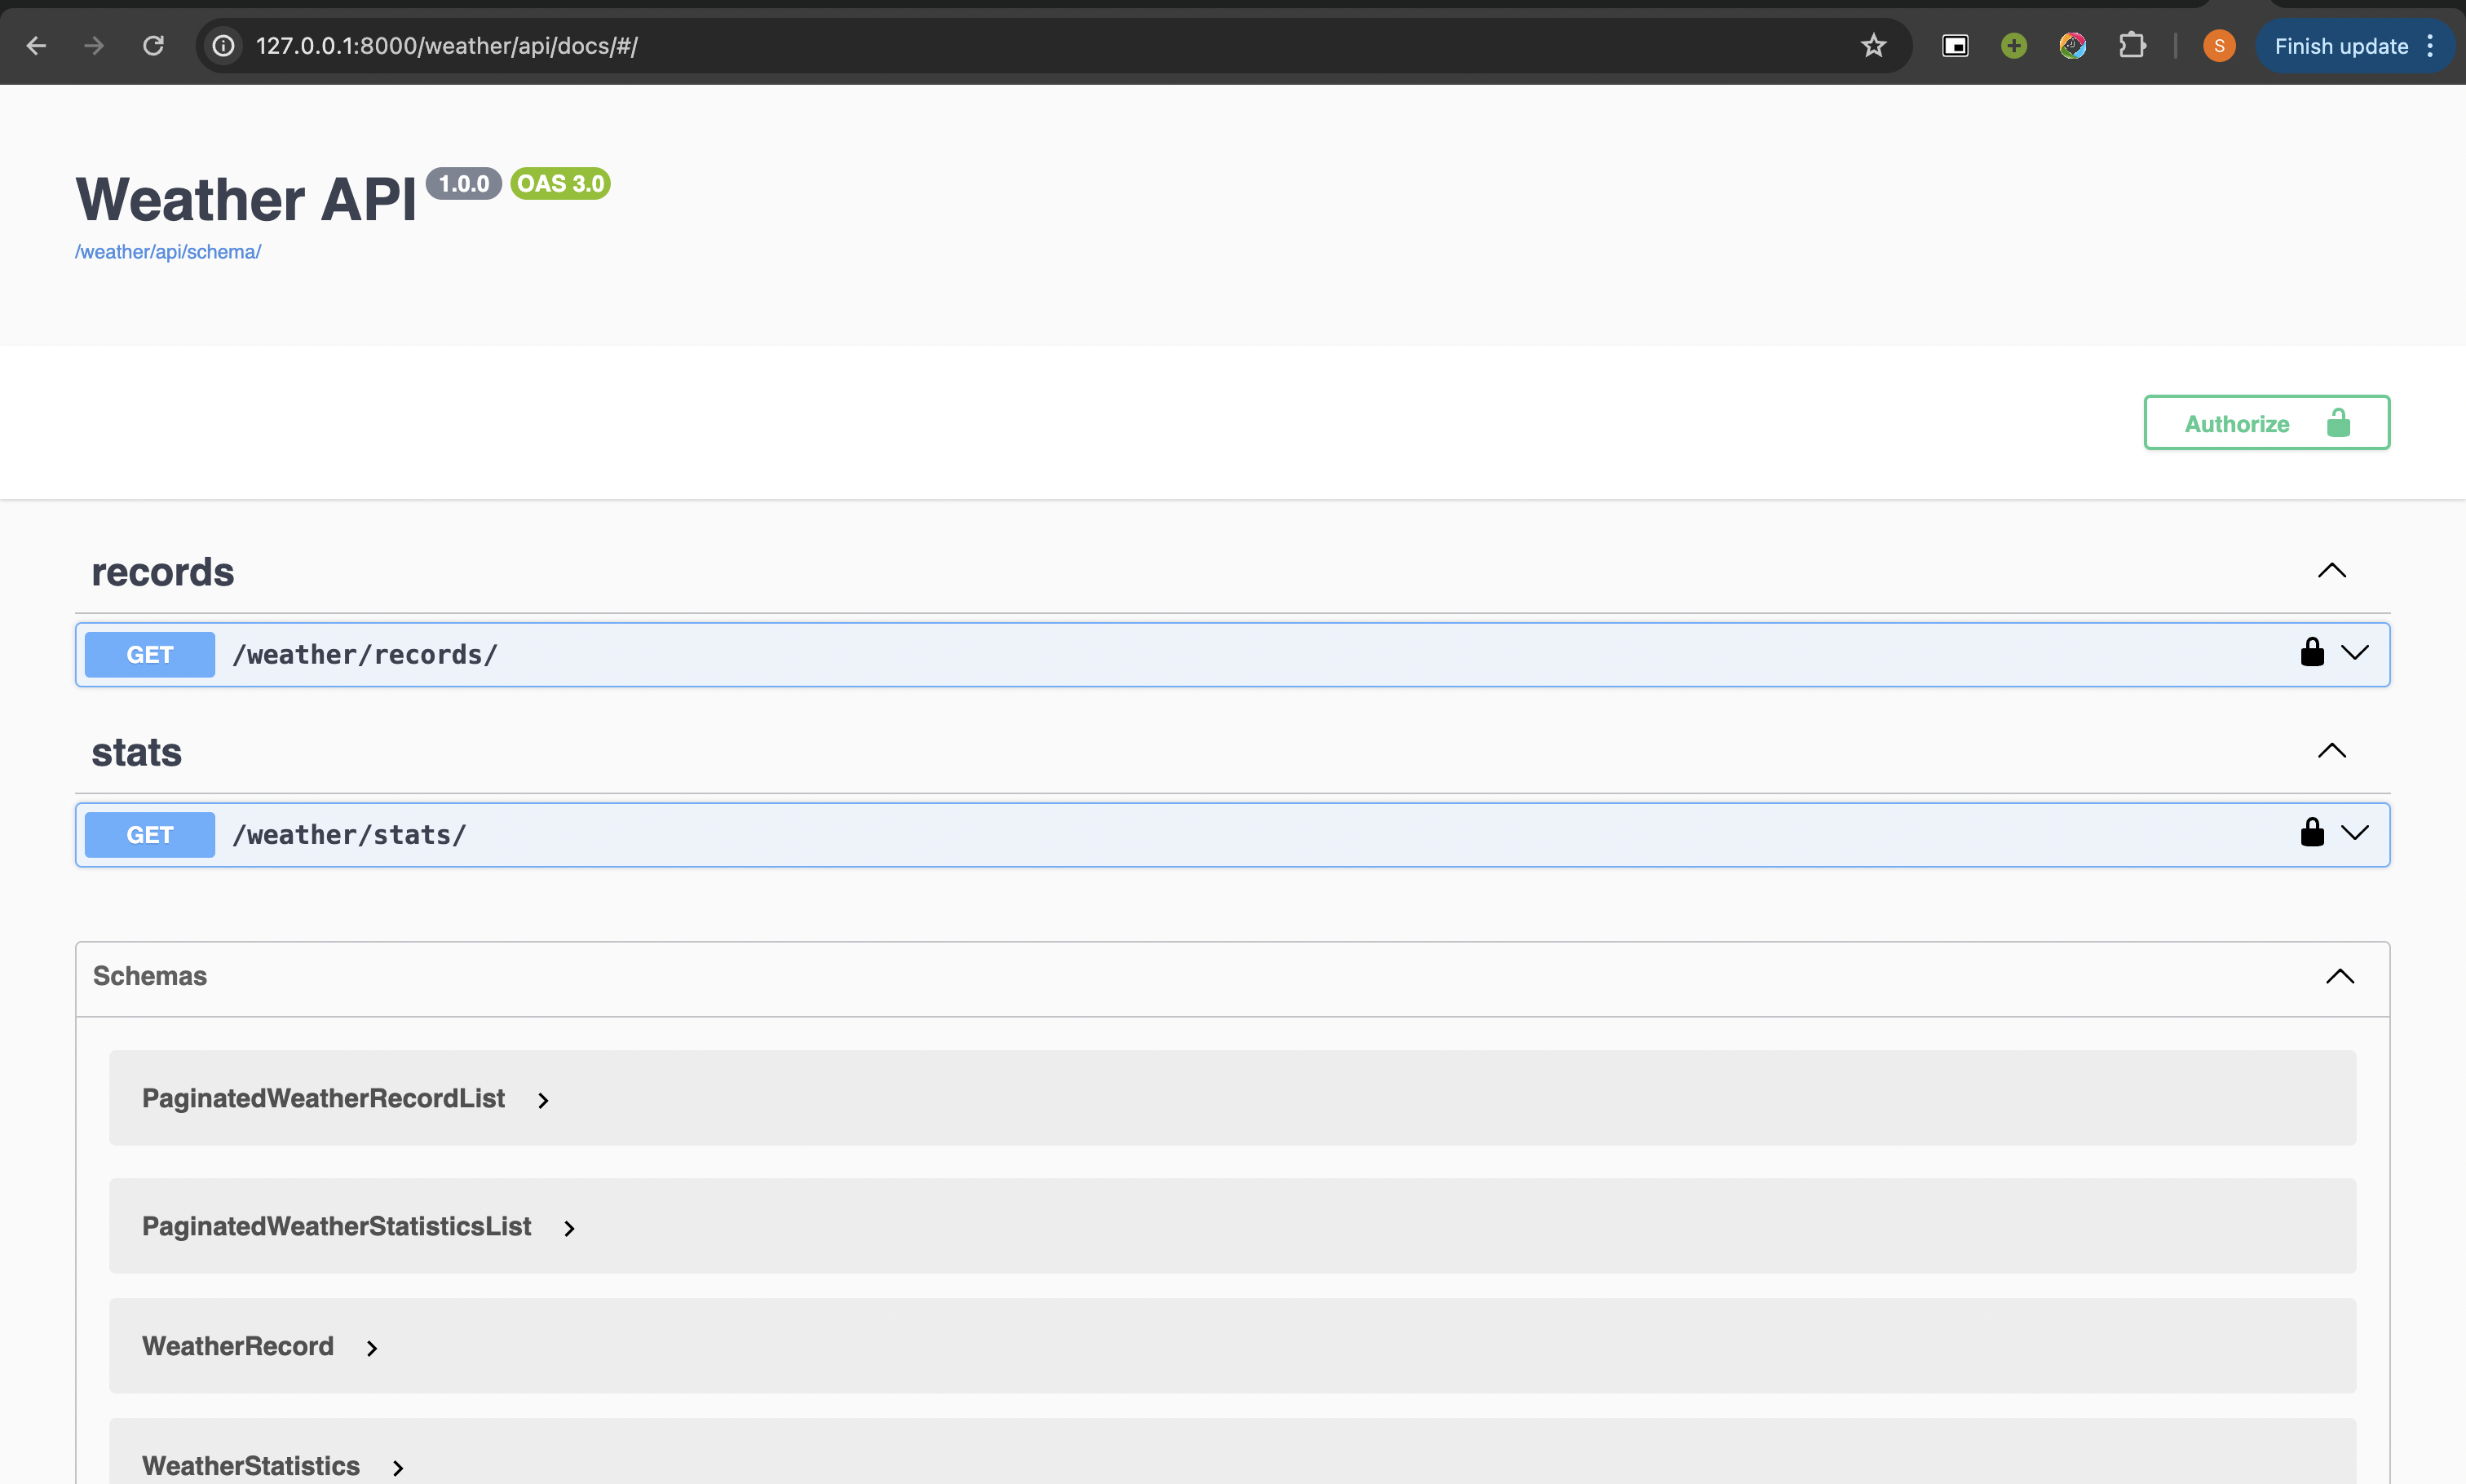 127.0.0.1:8000/weather/api/docs/#/
S
Finish update
Weather API 1.0.0 OAS 3.0
/weather/api/schema/
Authorize
records
GET /weather/records/
stats
GET /weather/stats/
Schemas
PaginatedWeatherRecordList
PaginatedWeatherStatisticsList
WeatherRecord
WeatherStatistics